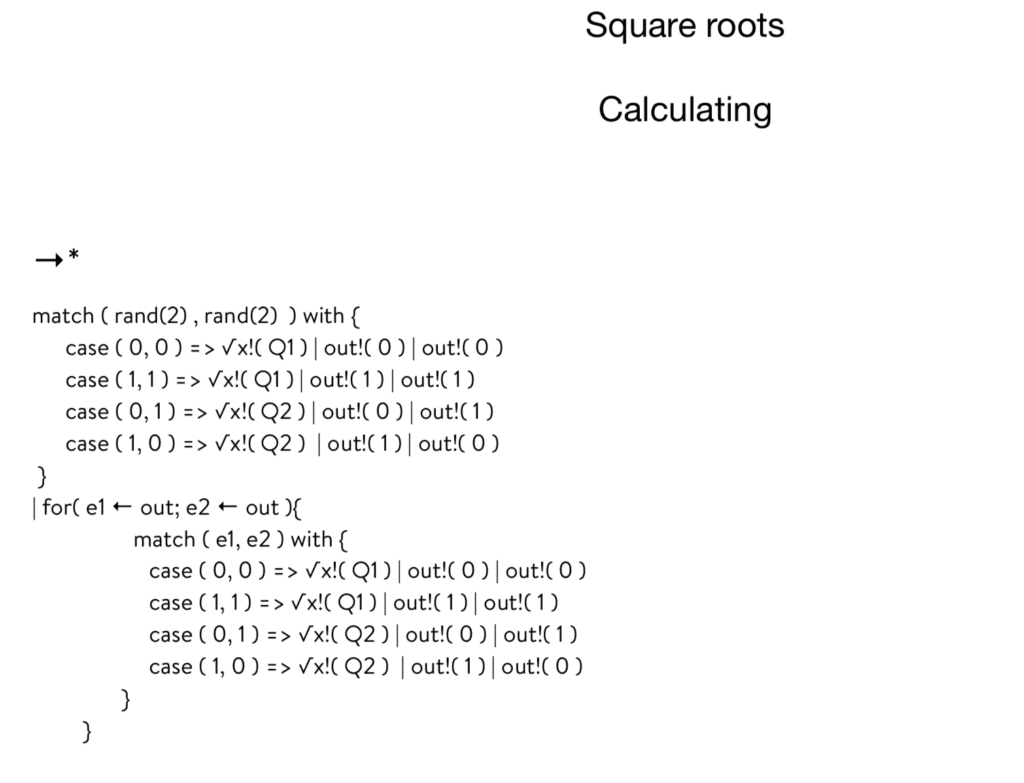 Square roots
Calculating
→*
match ( rand(2) , rand(2) ) with {
case ( 0, 0 ) => √x!( Q1 ) | out!( 0 ) | out!( 0 )
case ( 1, 1 ) => √x!( Q1 ) | out!( 1 ) | out!( 1 )
case ( 0, 1 ) => √x!( Q2 ) | out!( 0 ) | out!( 1 )
case ( 1, 0 ) => √x!( Q2 ) | out!( 1 ) | out!( 0 )
}
| for( e1 ← out; e2 ← out ){
match ( e1, e2 ) with {
case ( 0, 0 ) => √x!( Q1 ) | out!( 0 ) | out!( 0 )
case ( 1, 1 ) => √x!( Q1 ) | out!( 1 ) | out!( 1 )
case ( 0, 1 ) => √x!( Q2 ) | out!( 0 ) | out!( 1 )
case ( 1, 0 ) => √x!( Q2 ) | out!( 1 ) | out!( 0 )
}
}